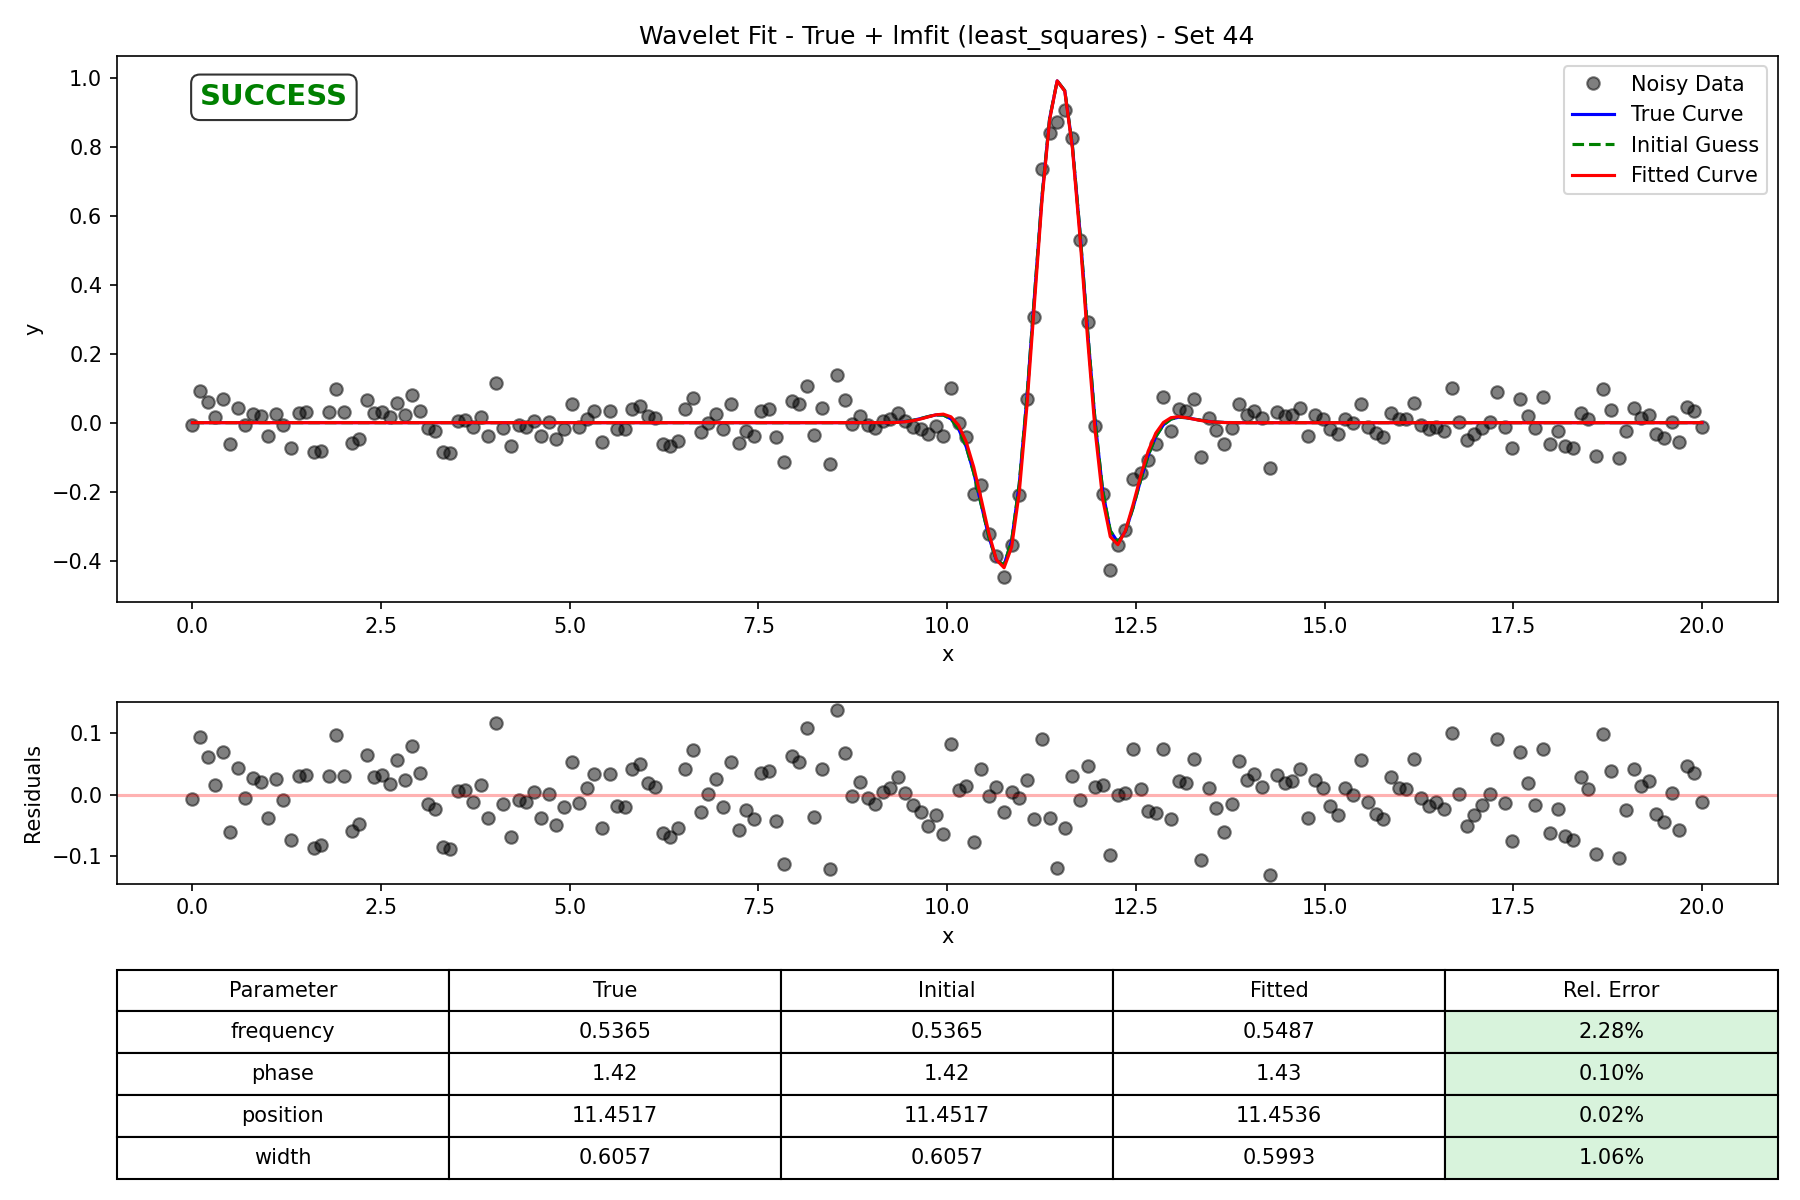 Wavelet Fit - True + lmfit (least_squares) - Set 44
SUCCESS
Noisy Data
True Curve
Initial Guess
Fitted Curve
1.0
0.8
0.6
0.4
0.2
0.0
−0.2
−0.4
y
0.0 2.5 5.0 7.5 10.0 12.5 15.0 17.5 20.0
x
0.1
0.0
−0.1
Residuals
0.0 2.5 5.0 7.5 10.0 12.5 15.0 17.5 20.0
x
Parameter True Initial Fitted Rel. Error
frequency 0.5365 0.5365 0.5487 2.28%
phase 1.42 1.42 1.43 0.10%
position 11.4517 11.4517 11.4536 0.02%
width 0.6057 0.6057 0.5993 1.06%